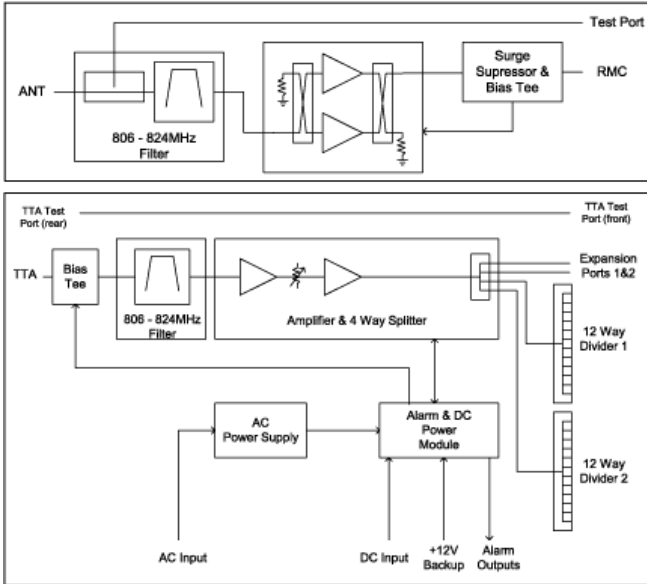 Test Port
Surge
Supressor &
Bias Tee
RMC
ANT
806 - 824MHz
Filter
TTA Test
Port (rear)
TTA Test
Port (front)
Bias
Tee
TTA
Expansion
Ports 1&2
806 - 824MHz
Filter
Amplifier & 4 Way Splitter
12 Way
Divider 1
AC
Power Supply
Alarm & DC
Power
Module
12 Way
Divider 2
AC Input
DC Input
+12V
Backup
Alarm
Outputs